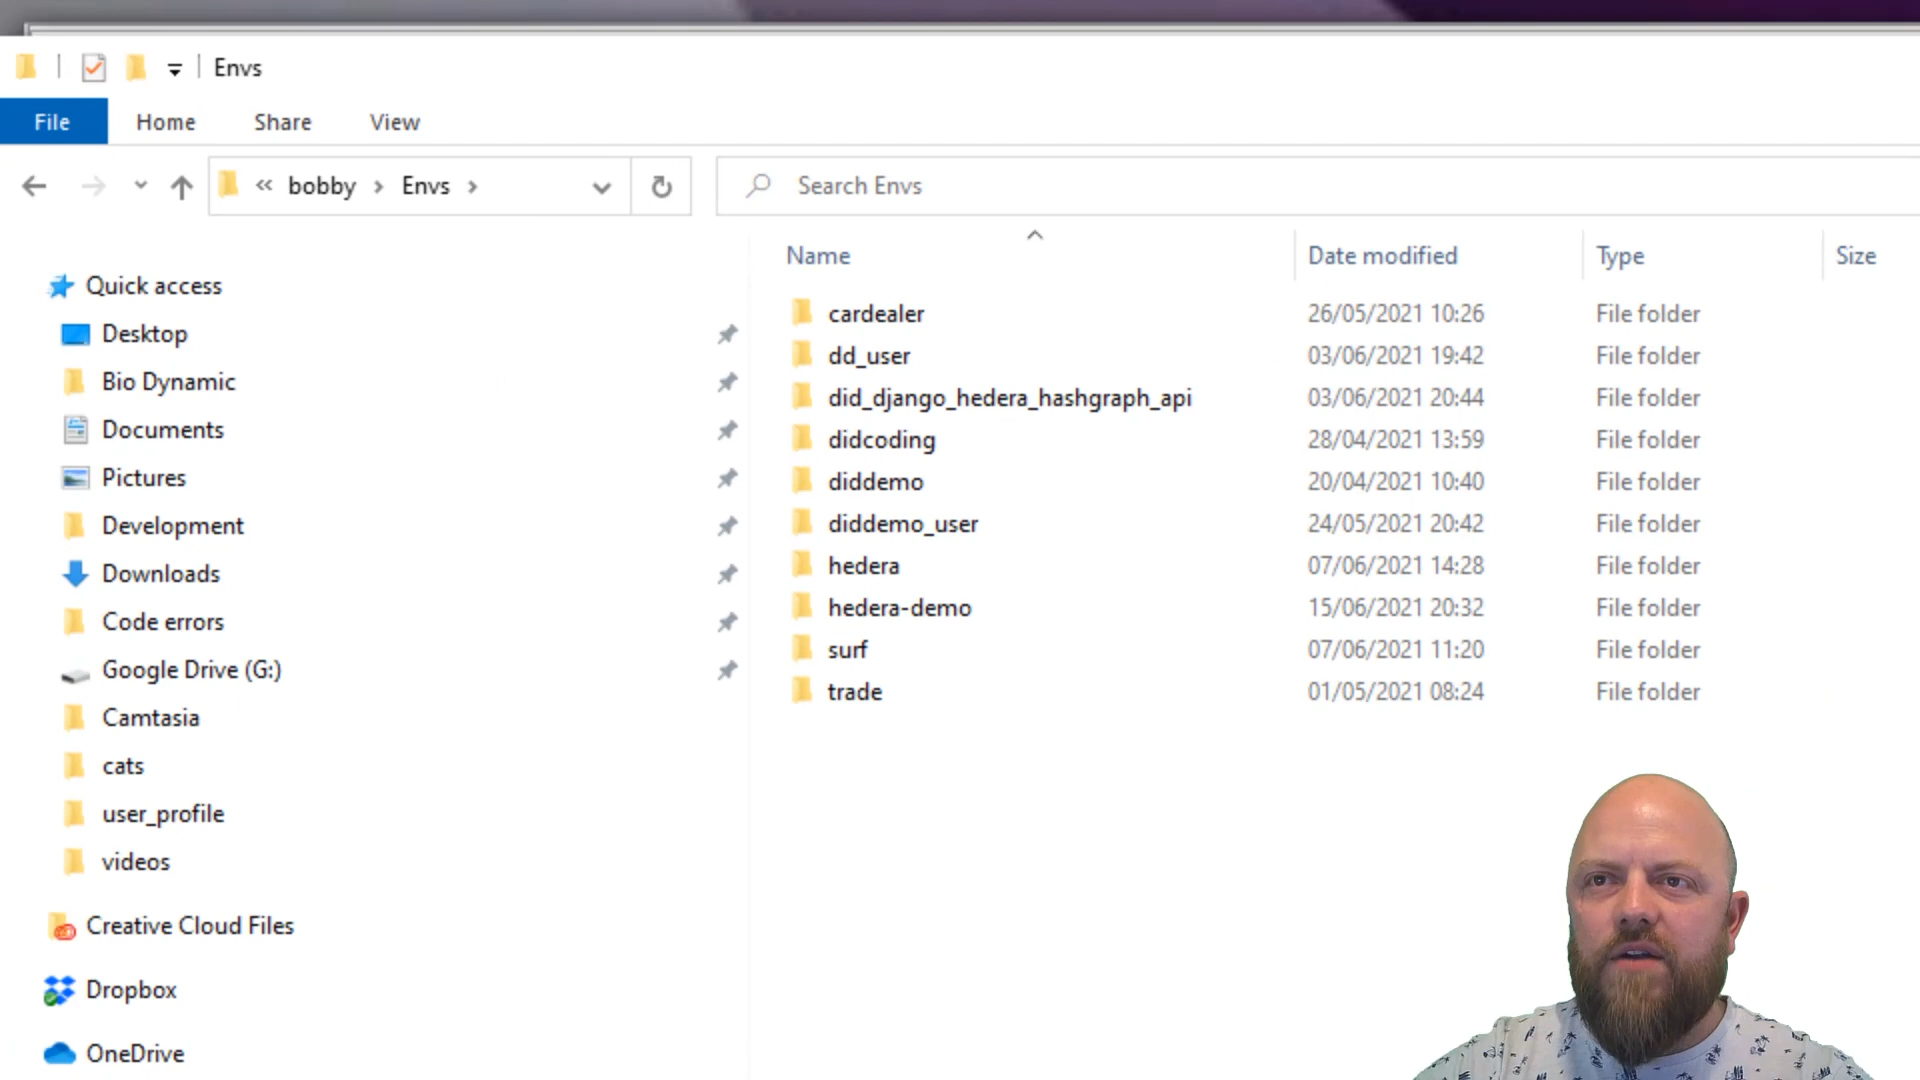 Envs
File Home Share View
« bobby > Envs > Search Envs
Name Date modified Type Size
Quick access
Desktop
Bio Dynamic
Documents
Pictures
Development
Downloads
Code errors
Google Drive (G:)
Camtasia
cats
user_profile
videos
Creative Cloud Files
Dropbox
OneDrive
cardealer 26/05/2021 10:26 File folder
dd_user 03/06/2021 19:42 File folder
did_django_hedera_hashgraph_api 03/06/2021 20:44 File folder
didcoding 28/04/2021 13:59 File folder
diddemo 20/04/2021 10:40 File folder
diddemo_user 24/05/2021 20:42 File folder
hedera 07/06/2021 14:28 File folder
hedera-demo 15/06/2021 20:32 File folder
surf 07/06/2021 11:20 File folder
trade 01/05/2021 08:24 File folder